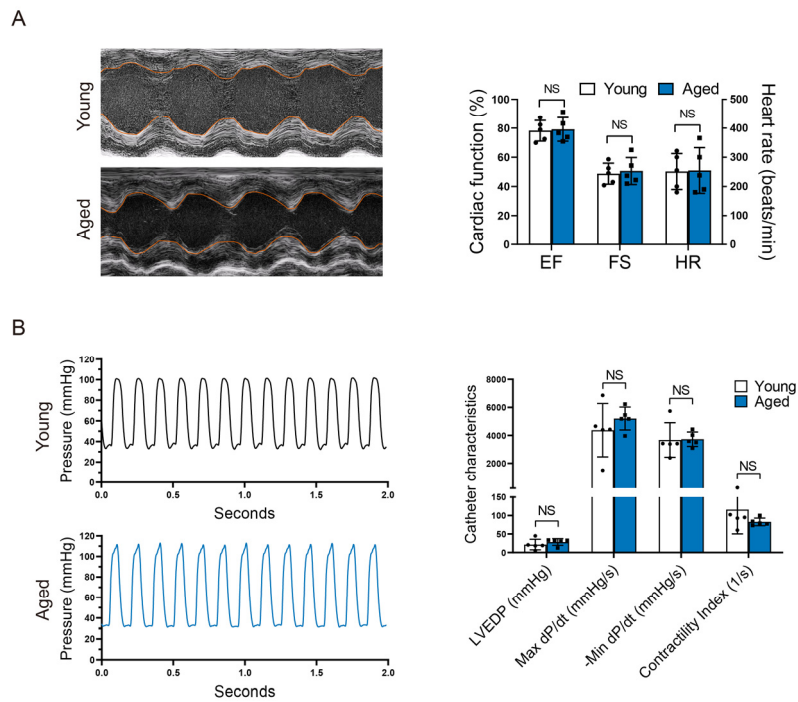 A
Young
Aged
NS
Young
Aged
Cardiac function (%)
100
80
60
40
20
0
NS
NS
500
400
300
200
100
0
Heart rate (beats/min)
EF
FS
HR
B
Young
Pressure (mmHg)
120
100
80
60
40
20
0
0.0
0.5
1.0
1.5
2.0
Seconds
Aged
Pressure (mmHg)
120
100
80
60
40
20
0
0.0
0.5
1.0
1.5
2.0
Seconds
Catheter characteristics
8000
6000
4000
150
100
50
0
NS
NS
NS
NS
Young
Aged
LVEDP (mmHg)
Max dP/dt (mmHg/s)
-Min dP/dt (mmHg/s)
Contractility Index (1/s)